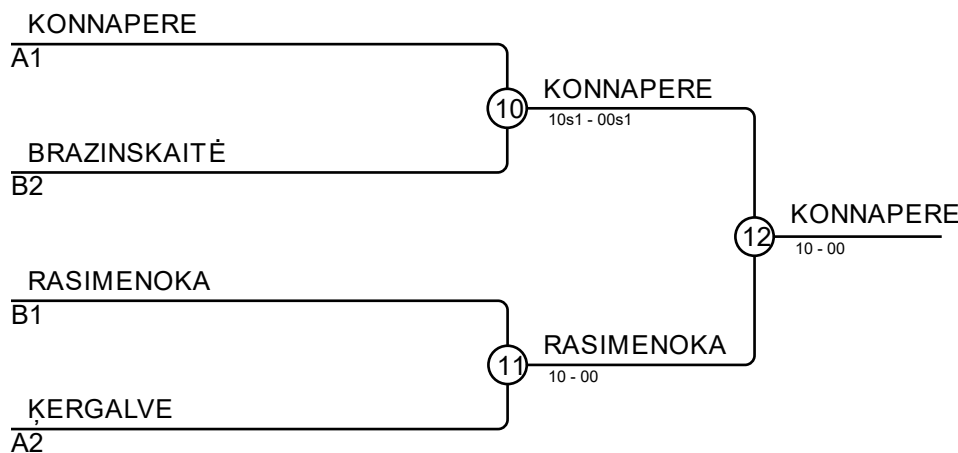 KONNAPERE
A1
10
KONNAPERE
10s1 - 00s1
BRAZINSKAITĖ
B2
12
KONNAPERE
10 - 00
RASIMENOKA
B1
11
RASIMENOKA
10 - 00
ĶERGALVE
A2